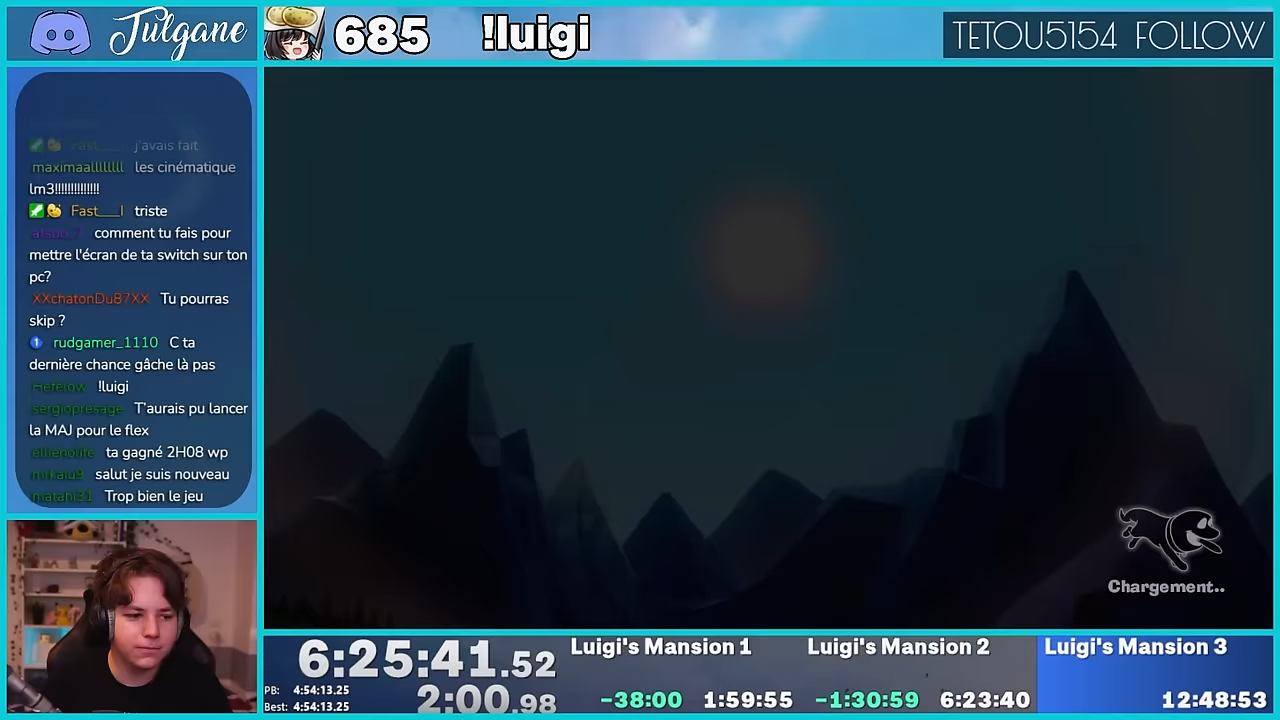 Julgane
685 !luigi
TETOU5154 FOLLOW
Fast___l j'avais fait
maximaallllllll les cinématique
lm3!!!!!!!!!!!!!!
Fast___l triste
comment tu fais pour
mettre l'écran de ta switch sur ton
pc?
XXchatonDu87XX Tu pourras
skip ?
rudgamer_1110 C ta
dernière chance gâche là pas
Herelow !luigi
sergiopresage T'aurais pu lancer
la MAJ pour le flex
ta gagné 2H08 wp
salut je suis nouveau
Trop bien le jeu
Chargement..
6:25:41.52
PB: 4:54:13.25
Best: 4:54:13.25
2:00.98
Luigi's Mansion 1
-38:00 1:59:55
Luigi's Mansion 2
-1:30:59 6:23:40
Luigi's Mansion 3
12:48:53